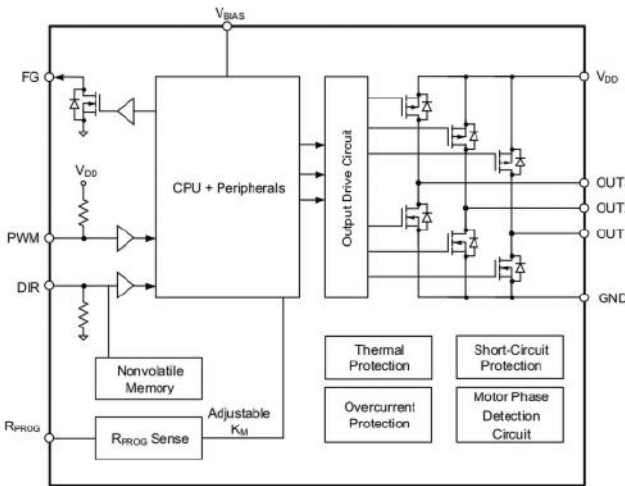 VBIAS
FG
VDD
VDD
CPU + Peripherals
Output Drive Circuit
OUT
OUT
OUT
PWM
DIR
GND
Nonvolatile
Memory
Thermal
Protection
Short-Circuit
Protection
Adjustable
KM
Overcurrent
Protection
Motor Phase
Detection
Circuit
RPROG
RPROG Sense